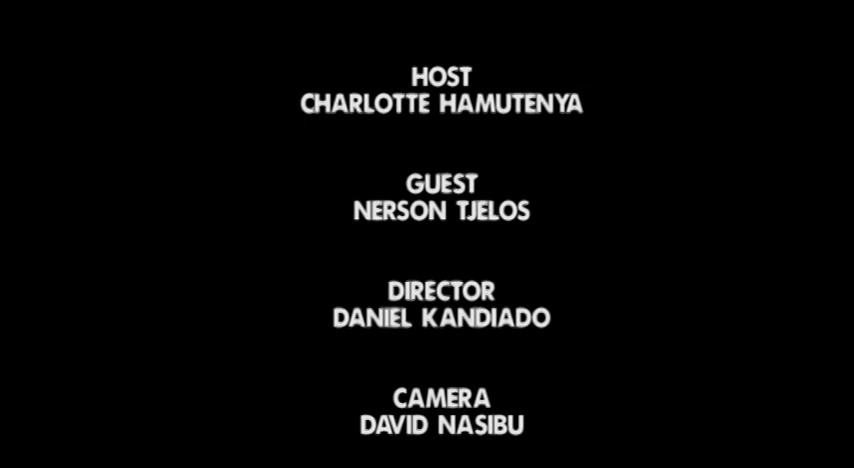 HOST
CHARLOTTE HAMUTENYA
GUEST
NERSON TJELOS
DIRECTOR
DANIEL KANDIADO
CAMERA
DAVID NASIBU